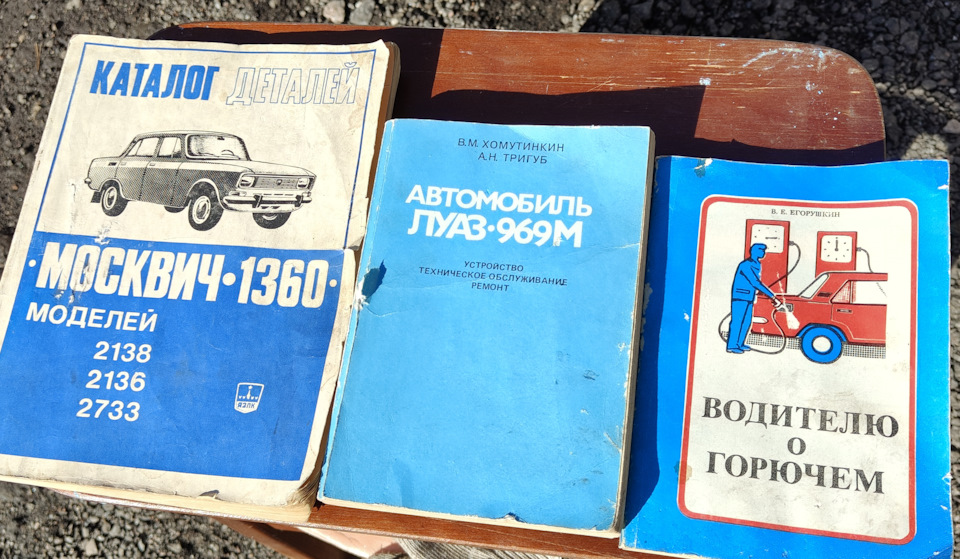 КАТАЛОГ ДЕТАЛЕЙ
·МОСКВИЧ·1360·
МОДЕЛЕЙ
2138
2136
2733
АЗЛК
В.М. ХОМУТИНКИН
А.Н. ТРИГУБ
АВТОМОБИЛЬ
ЛУАЗ·969М
УСТРОЙСТВО
ТЕХНИЧЕСКОЕ ОБСЛУЖИВАНИЕ
РЕМОНТ
В. Е. ЕГОРУШКИН
ВОДИТЕЛЮ
О
ГОРЮЧЕМ